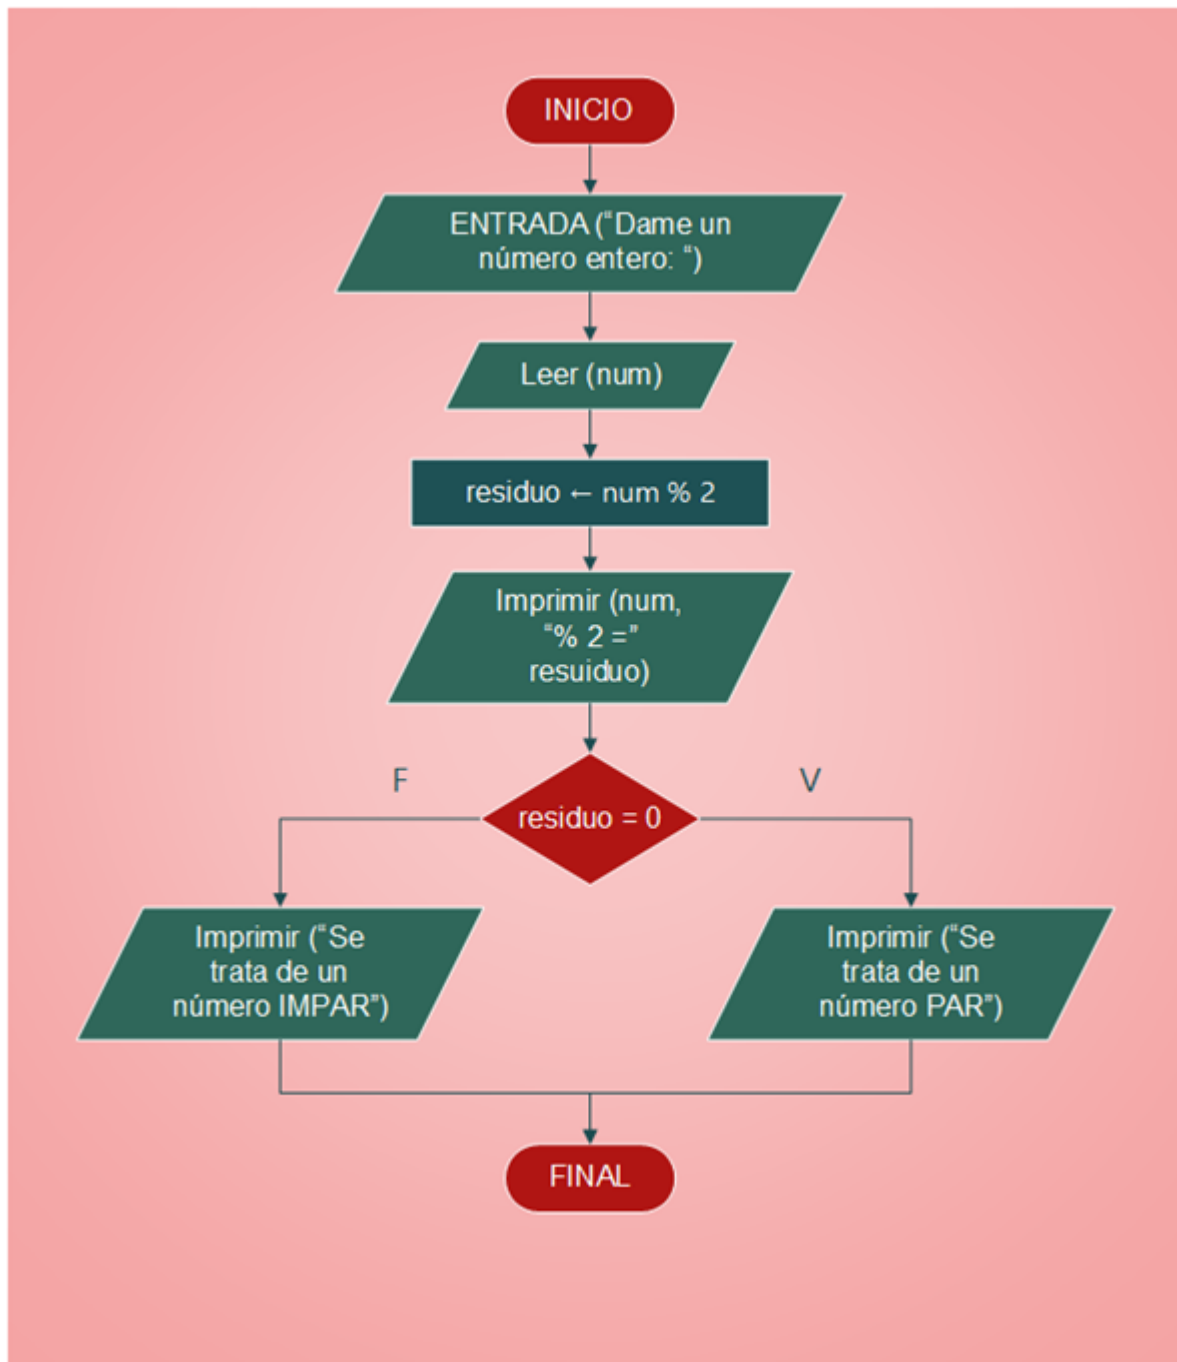 INICIO
ENTRADA (“Dame un
número entero: “)
Leer (num)
residuo ← num % 2
Imprimir (num,
“% 2 =”
resuiduo)
F
V
residuo = 0
Imprimir (“Se
trata de un
número IMPAR”)
Imprimir (“Se
trata de un
número PAR”)
FINAL